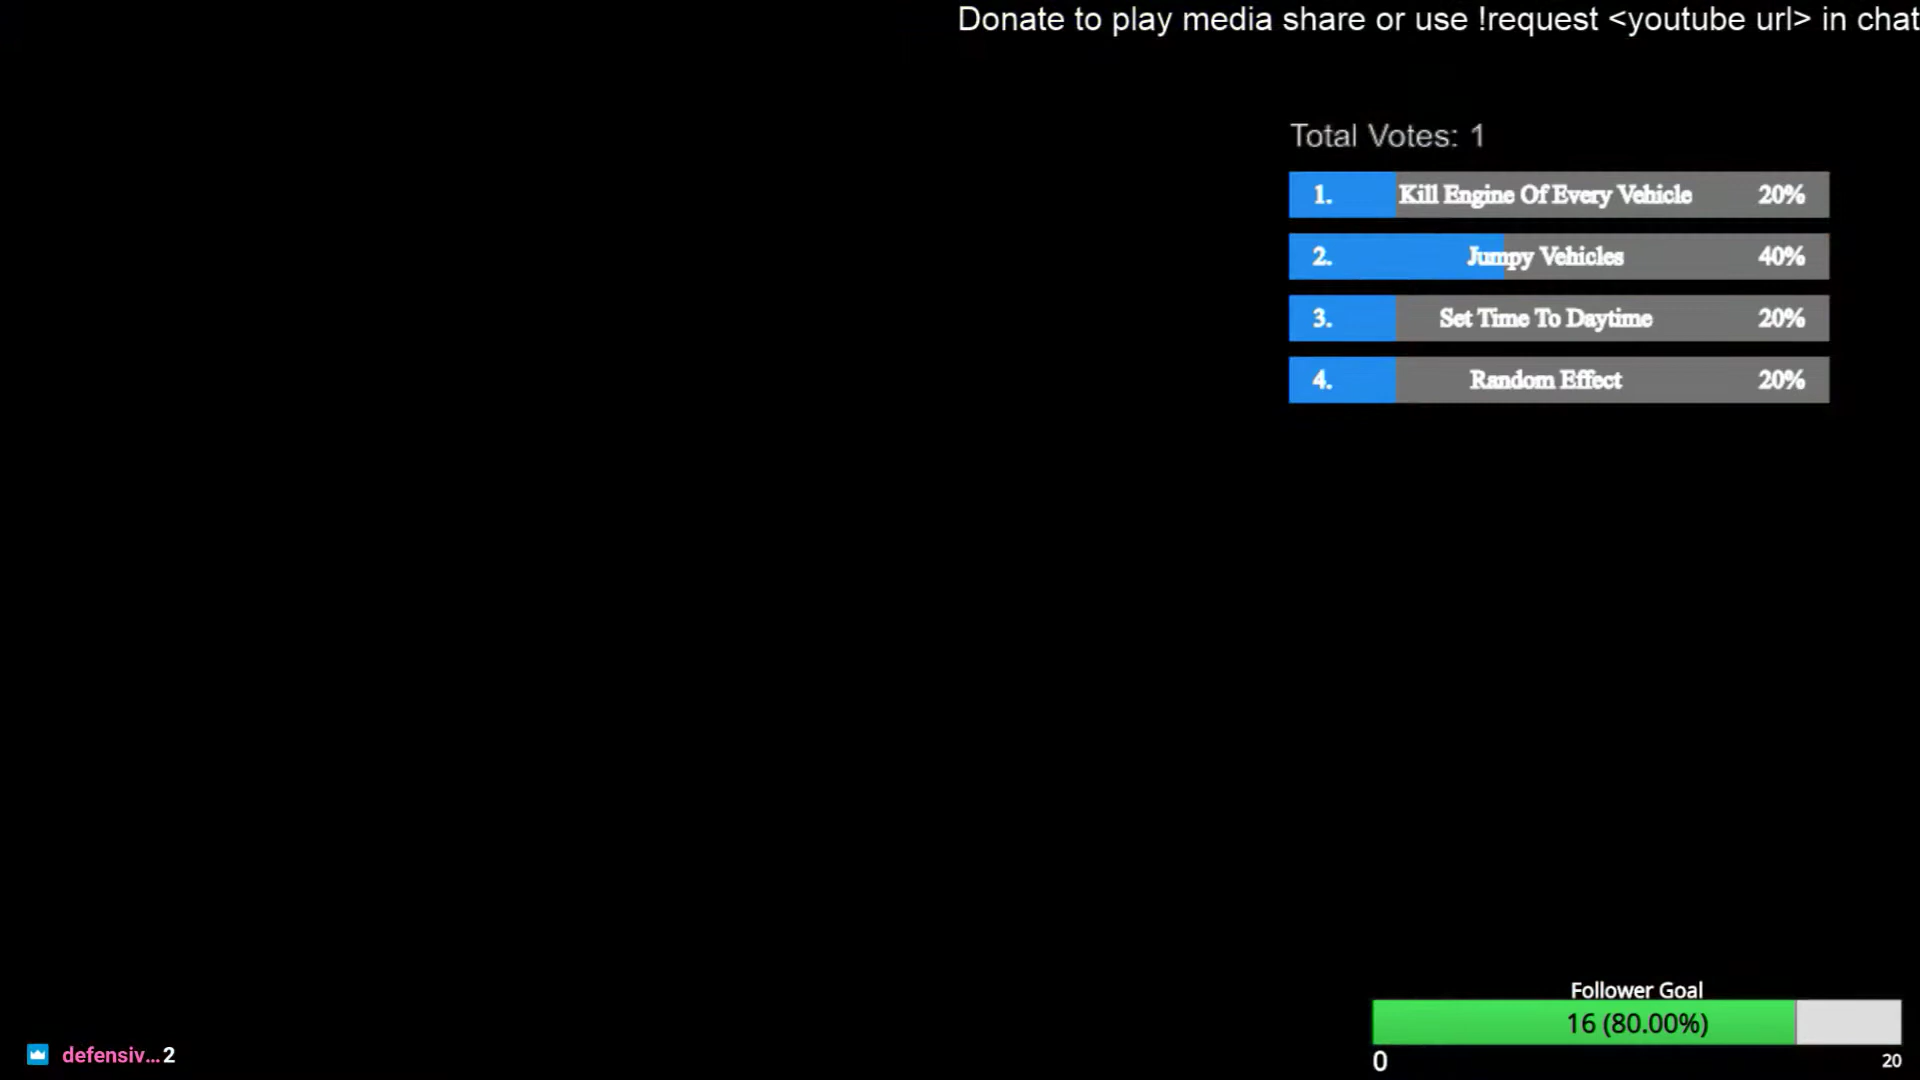 Donate to play media share or use !request <youtube url> in chat
Total Votes: 1
1. Kill Engine Of Every Vehicle 20%
2. Jumpy Vehicles 40%
3. Set Time To Daytime 20%
4. Random Effect 20%
Follower Goal
16 (80.00%)
0 20
defensiv... 2